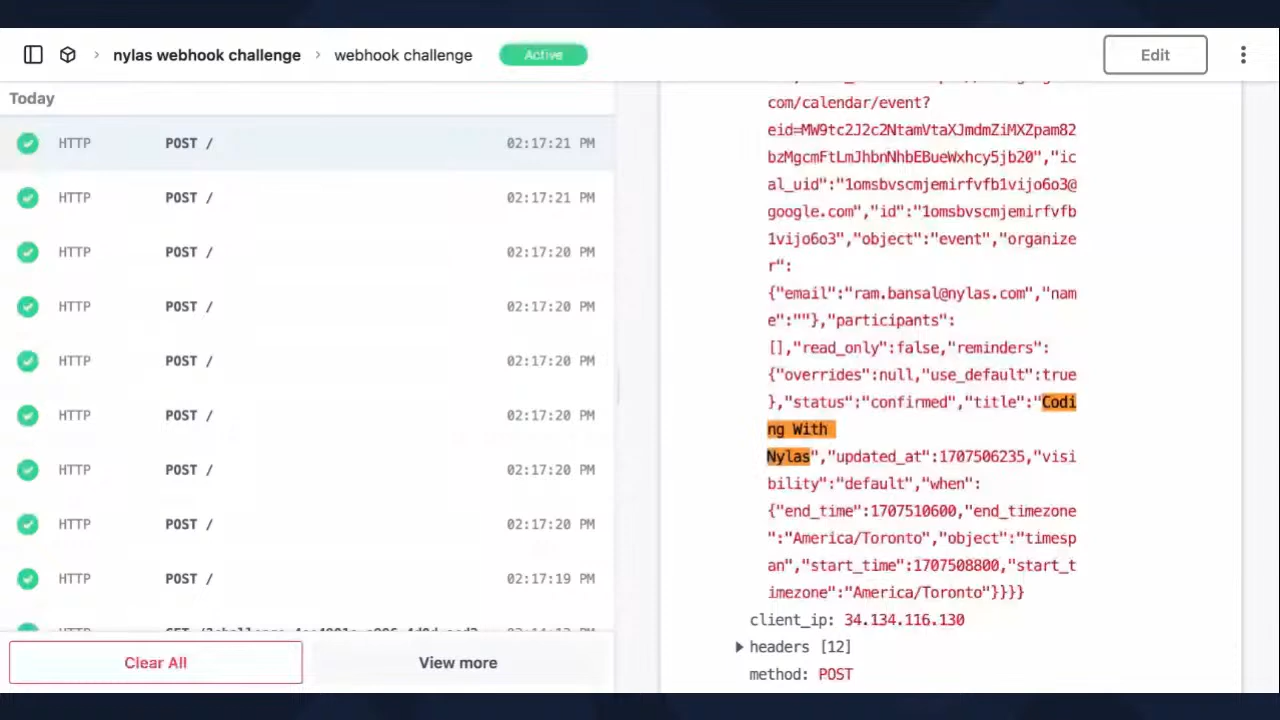 nylas webhook challenge > webhook challenge Active Edit
Today
HTTP POST / 02:17:21 PM
HTTP POST / 02:17:21 PM
HTTP POST / 02:17:20 PM
HTTP POST / 02:17:20 PM
HTTP POST / 02:17:20 PM
HTTP POST / 02:17:20 PM
HTTP POST / 02:17:20 PM
HTTP POST / 02:17:20 PM
HTTP POST / 02:17:19 PM
Clear All View more
com/calendar/event?
eid=MW9tc2J2c2NtamVtaXJmdmZiMXZpam82
bzMgcmFtLmJhbnNhbEBueWxhcy5jb20","ic
al_uid":"1omsbvscmjemirfvfb1vijo6o3@
google.com","id":"1omsbvscmjemirfvfb
1vijo6o3","object":"event","organize
r":
{"email":"ram.bansal@nylas.com","nam
e":""},"participants":
[],"read_only":false,"reminders":
{"overrides":null,"use_default":true
},"status":"confirmed","title":"Codi
ng With
Nylas","updated_at":1707506235,"visi
bility":"default","when":
{"end_time":1707510600,"end_timezone
":"America/Toronto","object":"timesp
an","start_time":1707508800,"start_t
imezone":"America/Toronto"}}}}
client_ip: 34.134.116.130
headers [12]
method: POST